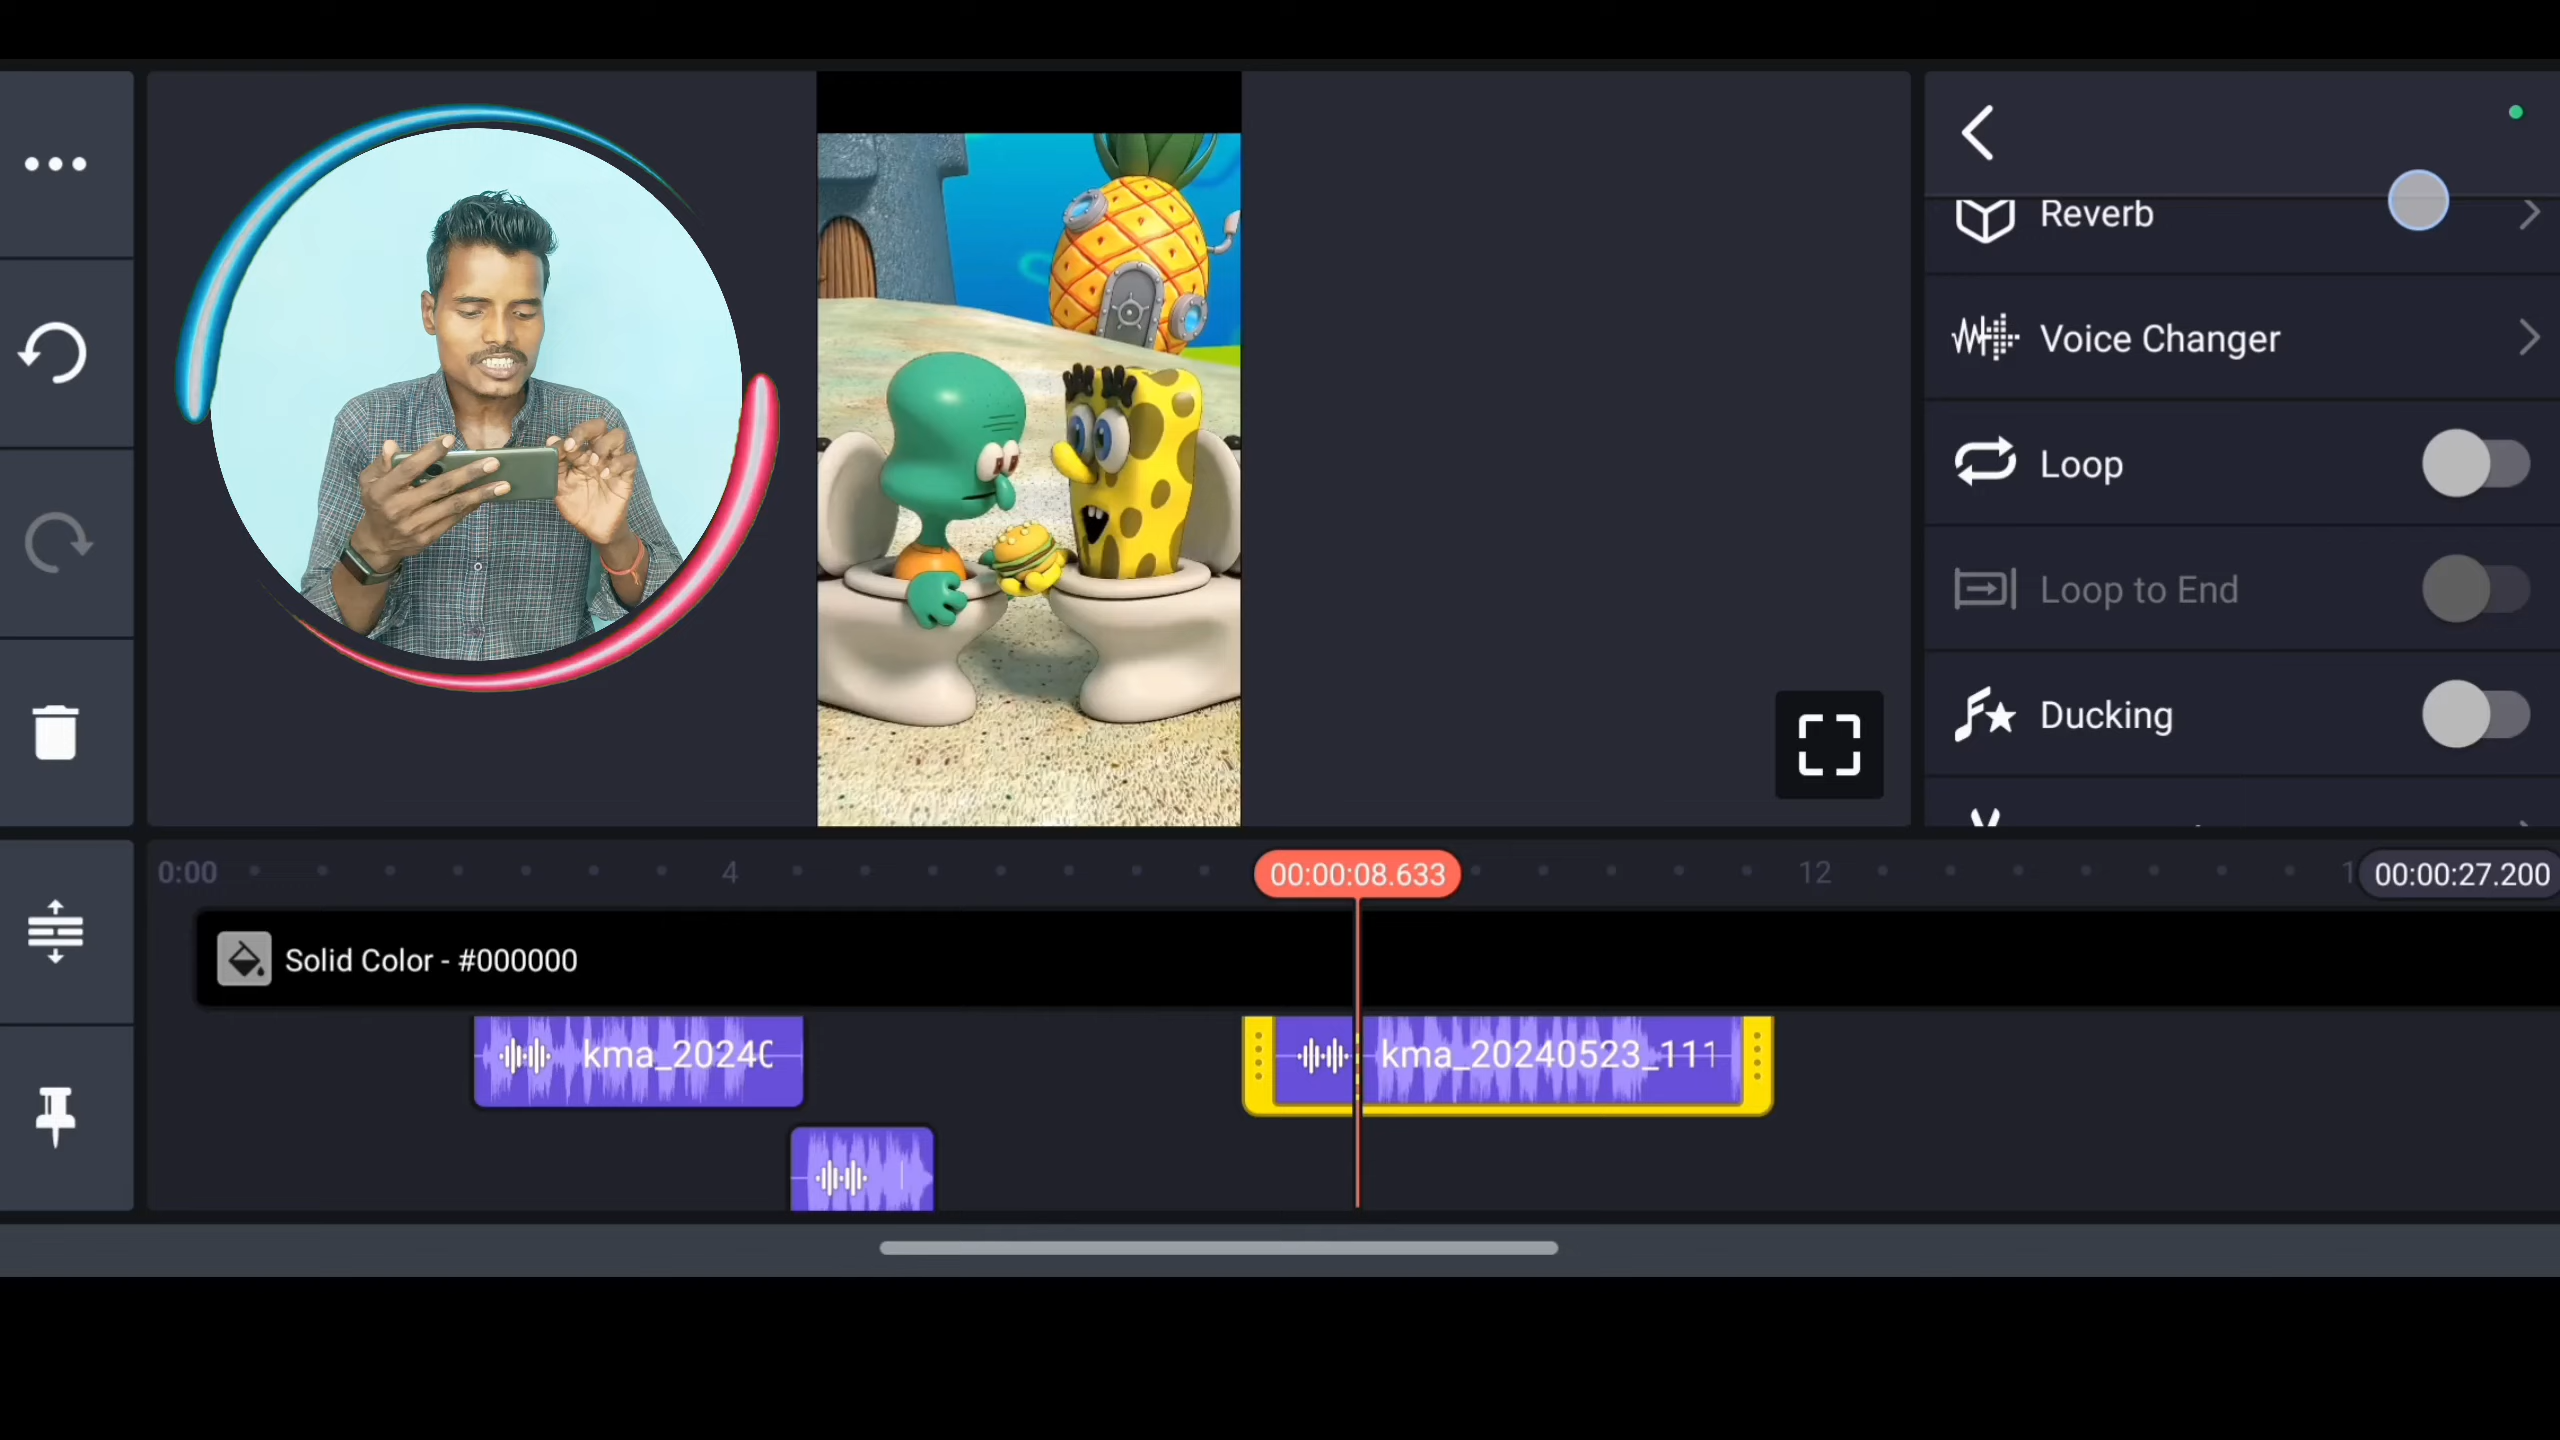 Reverb
Voice Changer
Loop
Loop to End
Ducking
0:00
4
00:00:08.633
12
00:00:27.200
Solid Color - #000000
kma_2024
kma_20240523_111